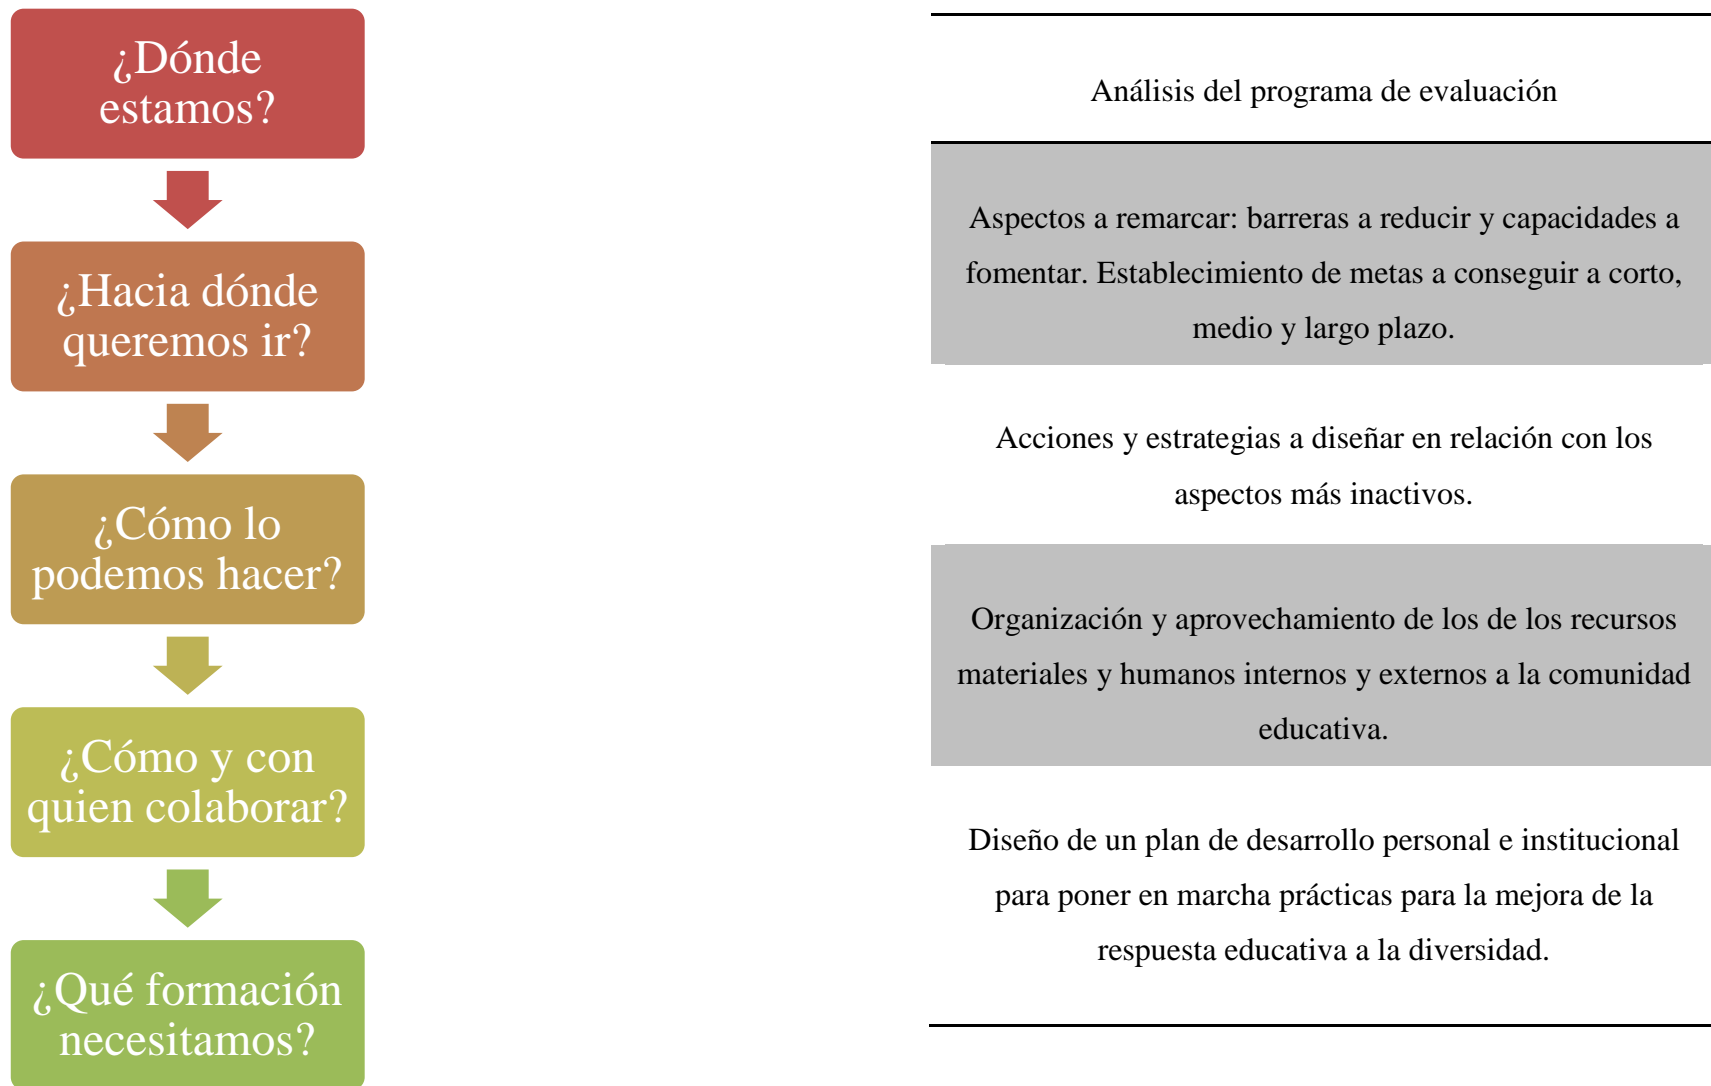 ¿Dónde
estamos?
¿Hacia dónde
queremos ir?
¿Cómo lo
podemos hacer?
¿Cómo y con
quien colaborar?
¿Qué formación
necesitamos?
Análisis del programa de evaluación
Aspectos a remarcar: barreras a reducir y capacidades a
fomentar. Establecimiento de metas a conseguir a corto,
medio y largo plazo.
Acciones y estrategias a diseñar en relación con los
aspectos más inactivos.
Organización y aprovechamiento de los de los recursos
materiales y humanos internos y externos a la comunidad
educativa.
Diseño de un plan de desarrollo personal e institucional
para poner en marcha prácticas para la mejora de la
respuesta educativa a la diversidad.